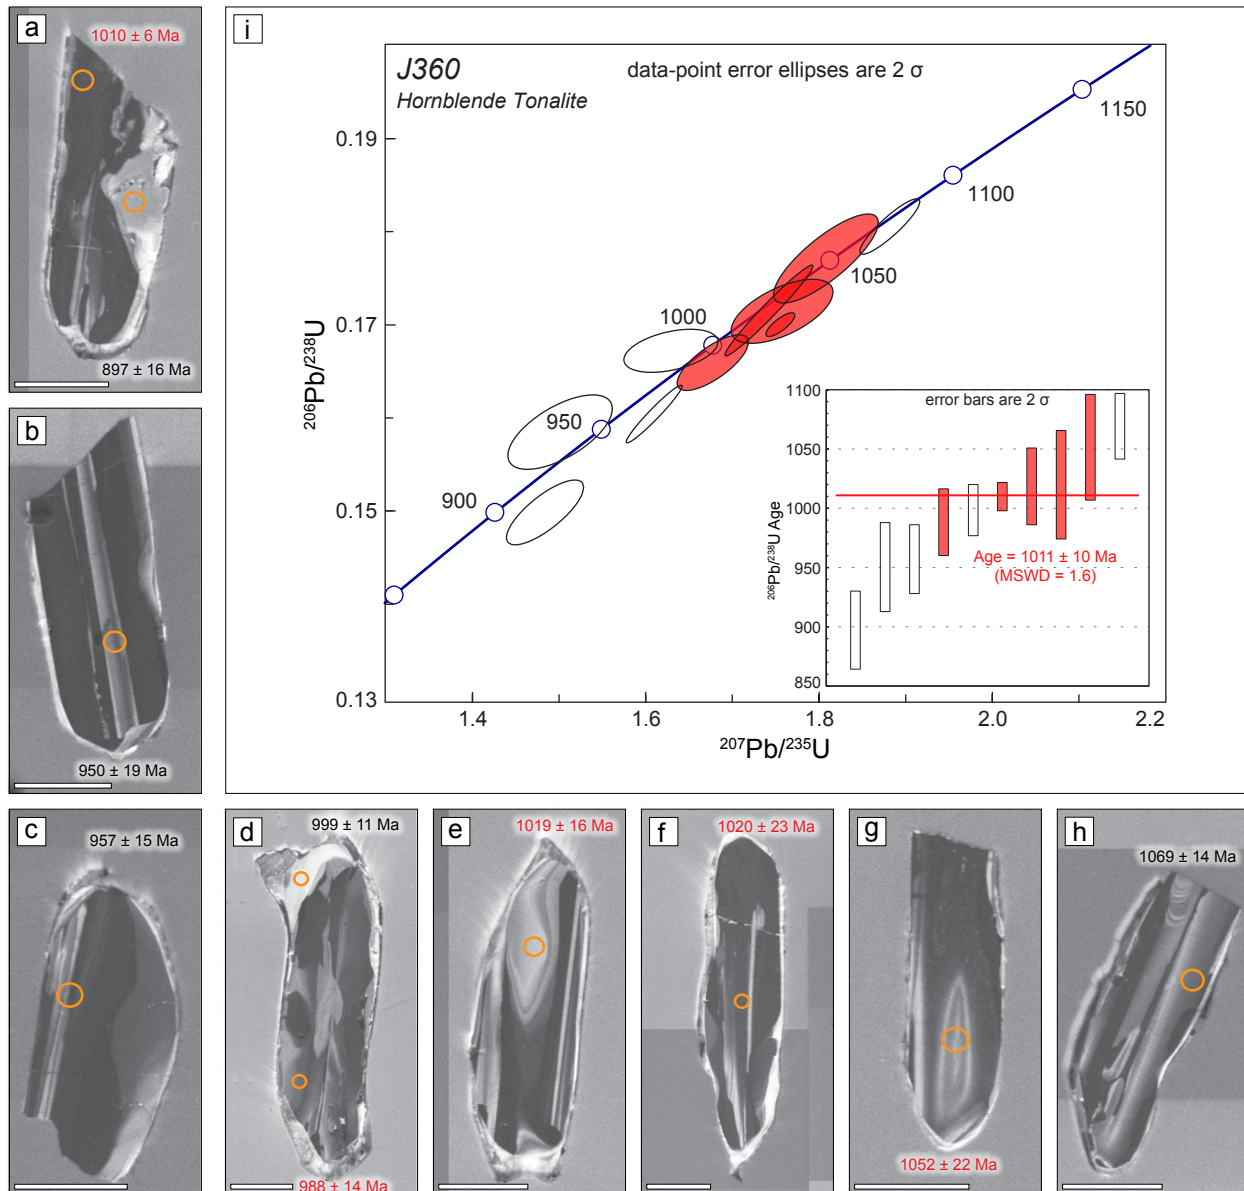 a
1010 ± 6 Ma
897 ± 16 Ma
b
950 ± 19 Ma
c
957 ± 15 Ma
d
999 ± 11 Ma
988 ± 14 Ma
e
1019 ± 16 Ma
f
1020 ± 23 Ma
g
1052 ± 22 Ma
h
1069 ± 14 Ma
i
J360
Hornblende Tonalite
data-point error ellipses are 2 σ
1150
1100
1050
1000
950
900
0.19
0.17
0.15
0.13
²⁰⁶Pb/²³⁸U
1.4
1.6
1.8
2.0
2.2
²⁰⁷Pb/²³⁵U
error bars are 2 σ
1100
1050
1000
950
900
850
²⁰⁶Pb/²³⁸U Age
Age = 1011 ± 10 Ma
(MSWD = 1.6)